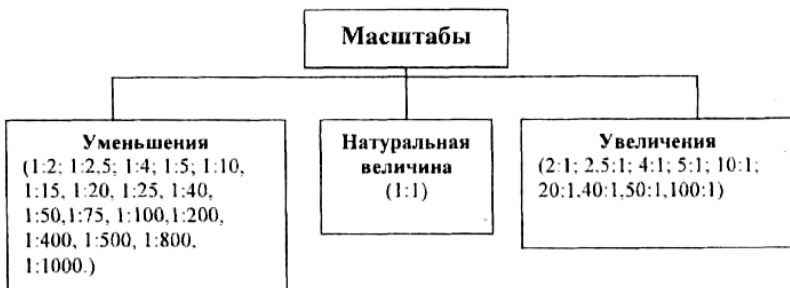 Масштабы
Уменьшения
(1:2; 1:2,5; 1:4; 1:5; 1:10,
1:15, 1:20, 1:25, 1:40,
1:50,1:75, 1:100,1:200,
1:400, 1:500, 1:800,
1:1000.)
Натуральная
величина
(1:1)
Увеличения
(2:1; 2,5:1; 4:1; 5:1; 10:1;
20:1,40:1,50:1,100:1)